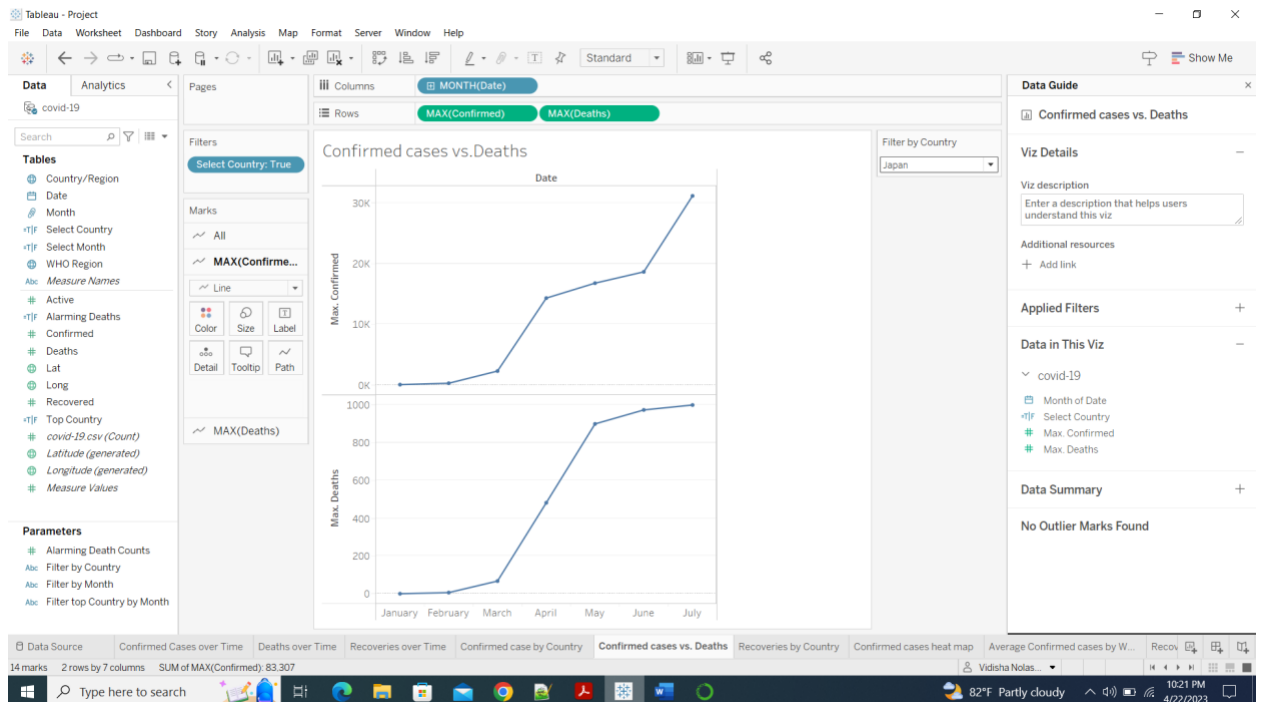 Tableau - Project
File Data Worksheet Dashboard Story Analysis Map Format Server Window Help
Standard
Show Me
Data Analytics
covid-19
Search
Tables
Country/Region
Date
Month
Select Country
Select Month
WHO Region
Abc Measure Names
Active
Alarming Deaths
Confirmed
Deaths
Lat
Long
Recovered
Top Country
covid-19.csv (Count)
Latitude (generated)
Longitude (generated)
Measure Values
Parameters
Alarming Death Counts
Abc Filter by Country
Abc Filter by Month
Abc Filter top Country by Month
Pages
Filters
Select Country: True
Marks
All
MAX(Confirme...
Line
Color Size Label
Detail Tooltip Path
MAX(Deaths)
Columns MONTH(Date)
Rows MAX(Confirmed) MAX(Deaths)
Confirmed cases vs.Deaths
Date
30K
20K
10K
0K
Max. Confirmed
1000
800
600
400
200
0
Max. Deaths
January February March April May June July
Filter by Country
Japan
Data Guide
Confirmed cases vs. Deaths
Viz Details
Viz description
Enter a description that helps users
understand this viz
Additional resources
Add link
Applied Filters
Data in This Viz
covid-19
Month of Date
Select Country
Max. Confirmed
Max. Deaths
Data Summary
No Outlier Marks Found
Data Source Confirmed Cases over Time Deaths over Time Recoveries over Time Confirmed case by Country Confirmed cases vs. Deaths Recoveries by Country Confirmed cases heat map Average Confirmed cases by W... Recov
14 marks 2 rows by 7 columns SUM of MAX(Confirmed): 83,307 Vidisha Nolas...
Type here to search 82°F Partly cloudy 10:21 PM
4/22/2023